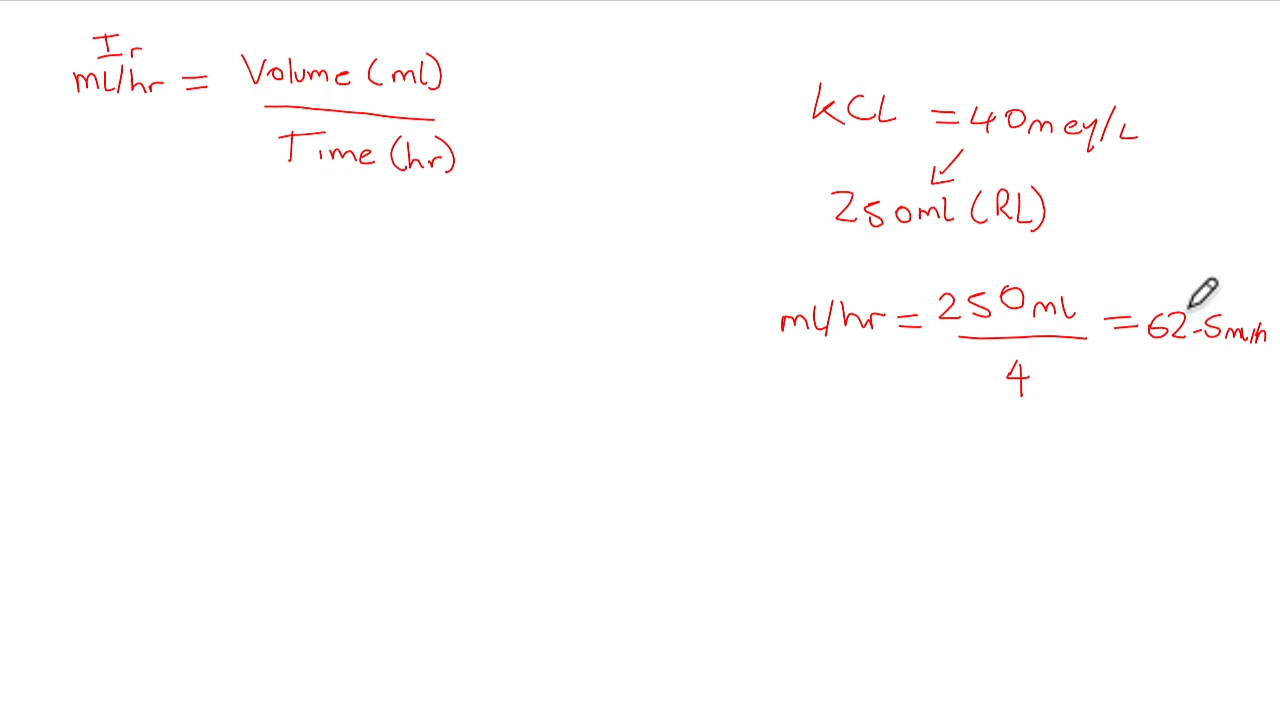 Ir
mL/hr = Volume (ml)
Time (hr)
kCL = 40meq/L
250ml (RL)
ml/hr = 250ml = 62.5ml/h
4